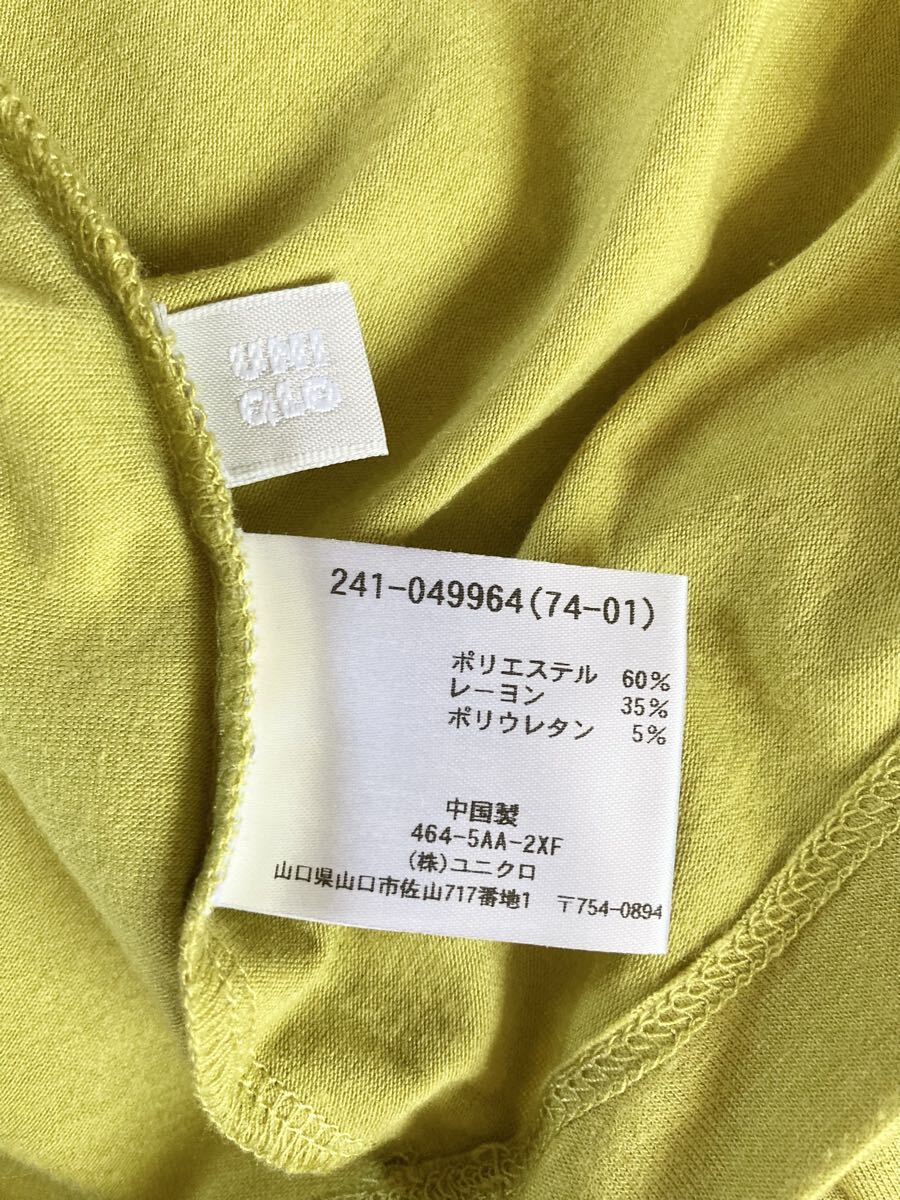 UNI
QLO
241-049964(74-01)
ポリエステル 60%
レーヨン 35%
ポリウレタン 5%
中国製
464-5AA-2XF
(株)ユニクロ
山口県山口市佐山717番地1 〒754-0894